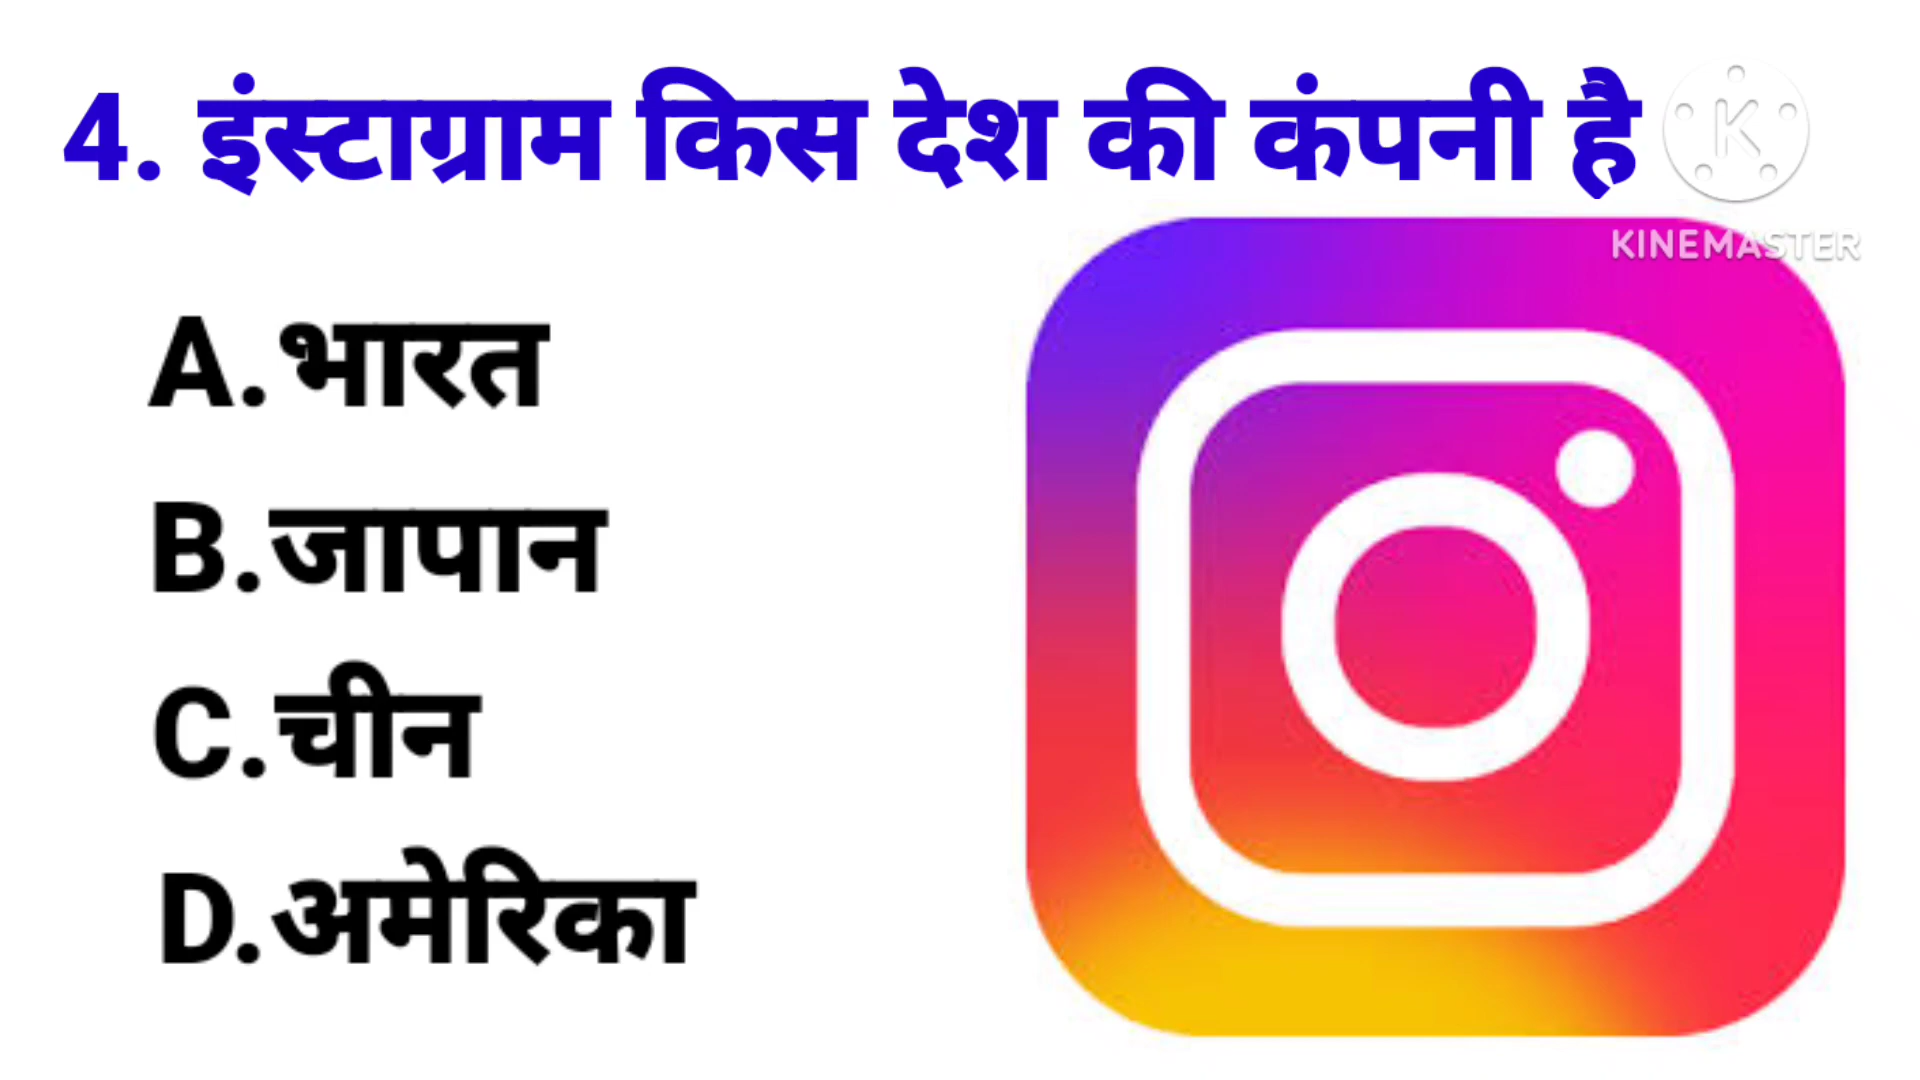 4. इंस्टाग्राम किस देश की कंपनी है
KINEMASTER
A.भारत
B.जापान
C.चीन
D.अमेरिका